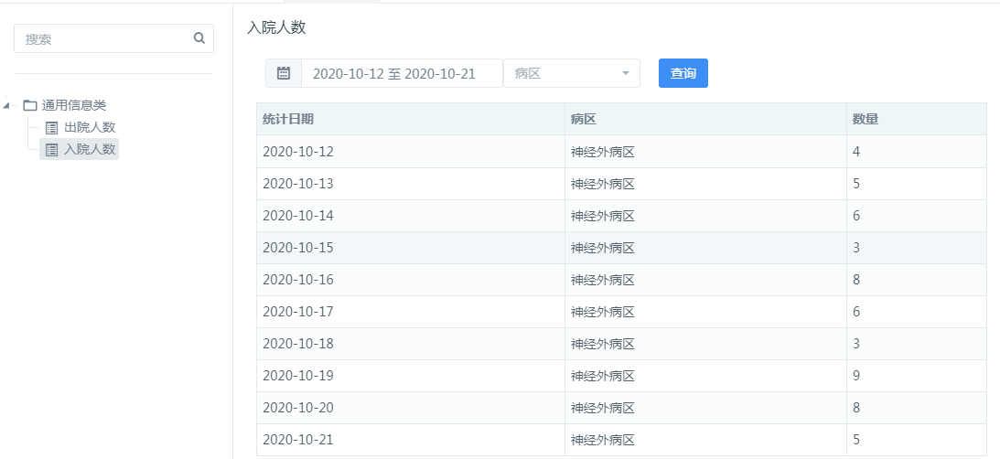 搜索
通用信息类
出院人数
入院人数
入院人数
2020-10-12 至 2020-10-21 病区 查询
统计日期 病区 数量
2020-10-12 神经外病区 4
2020-10-13 神经外病区 5
2020-10-14 神经外病区 6
2020-10-15 神经外病区 3
2020-10-16 神经外病区 8
2020-10-17 神经外病区 6
2020-10-18 神经外病区 3
2020-10-19 神经外病区 9
2020-10-20 神经外病区 8
2020-10-21 神经外病区 5